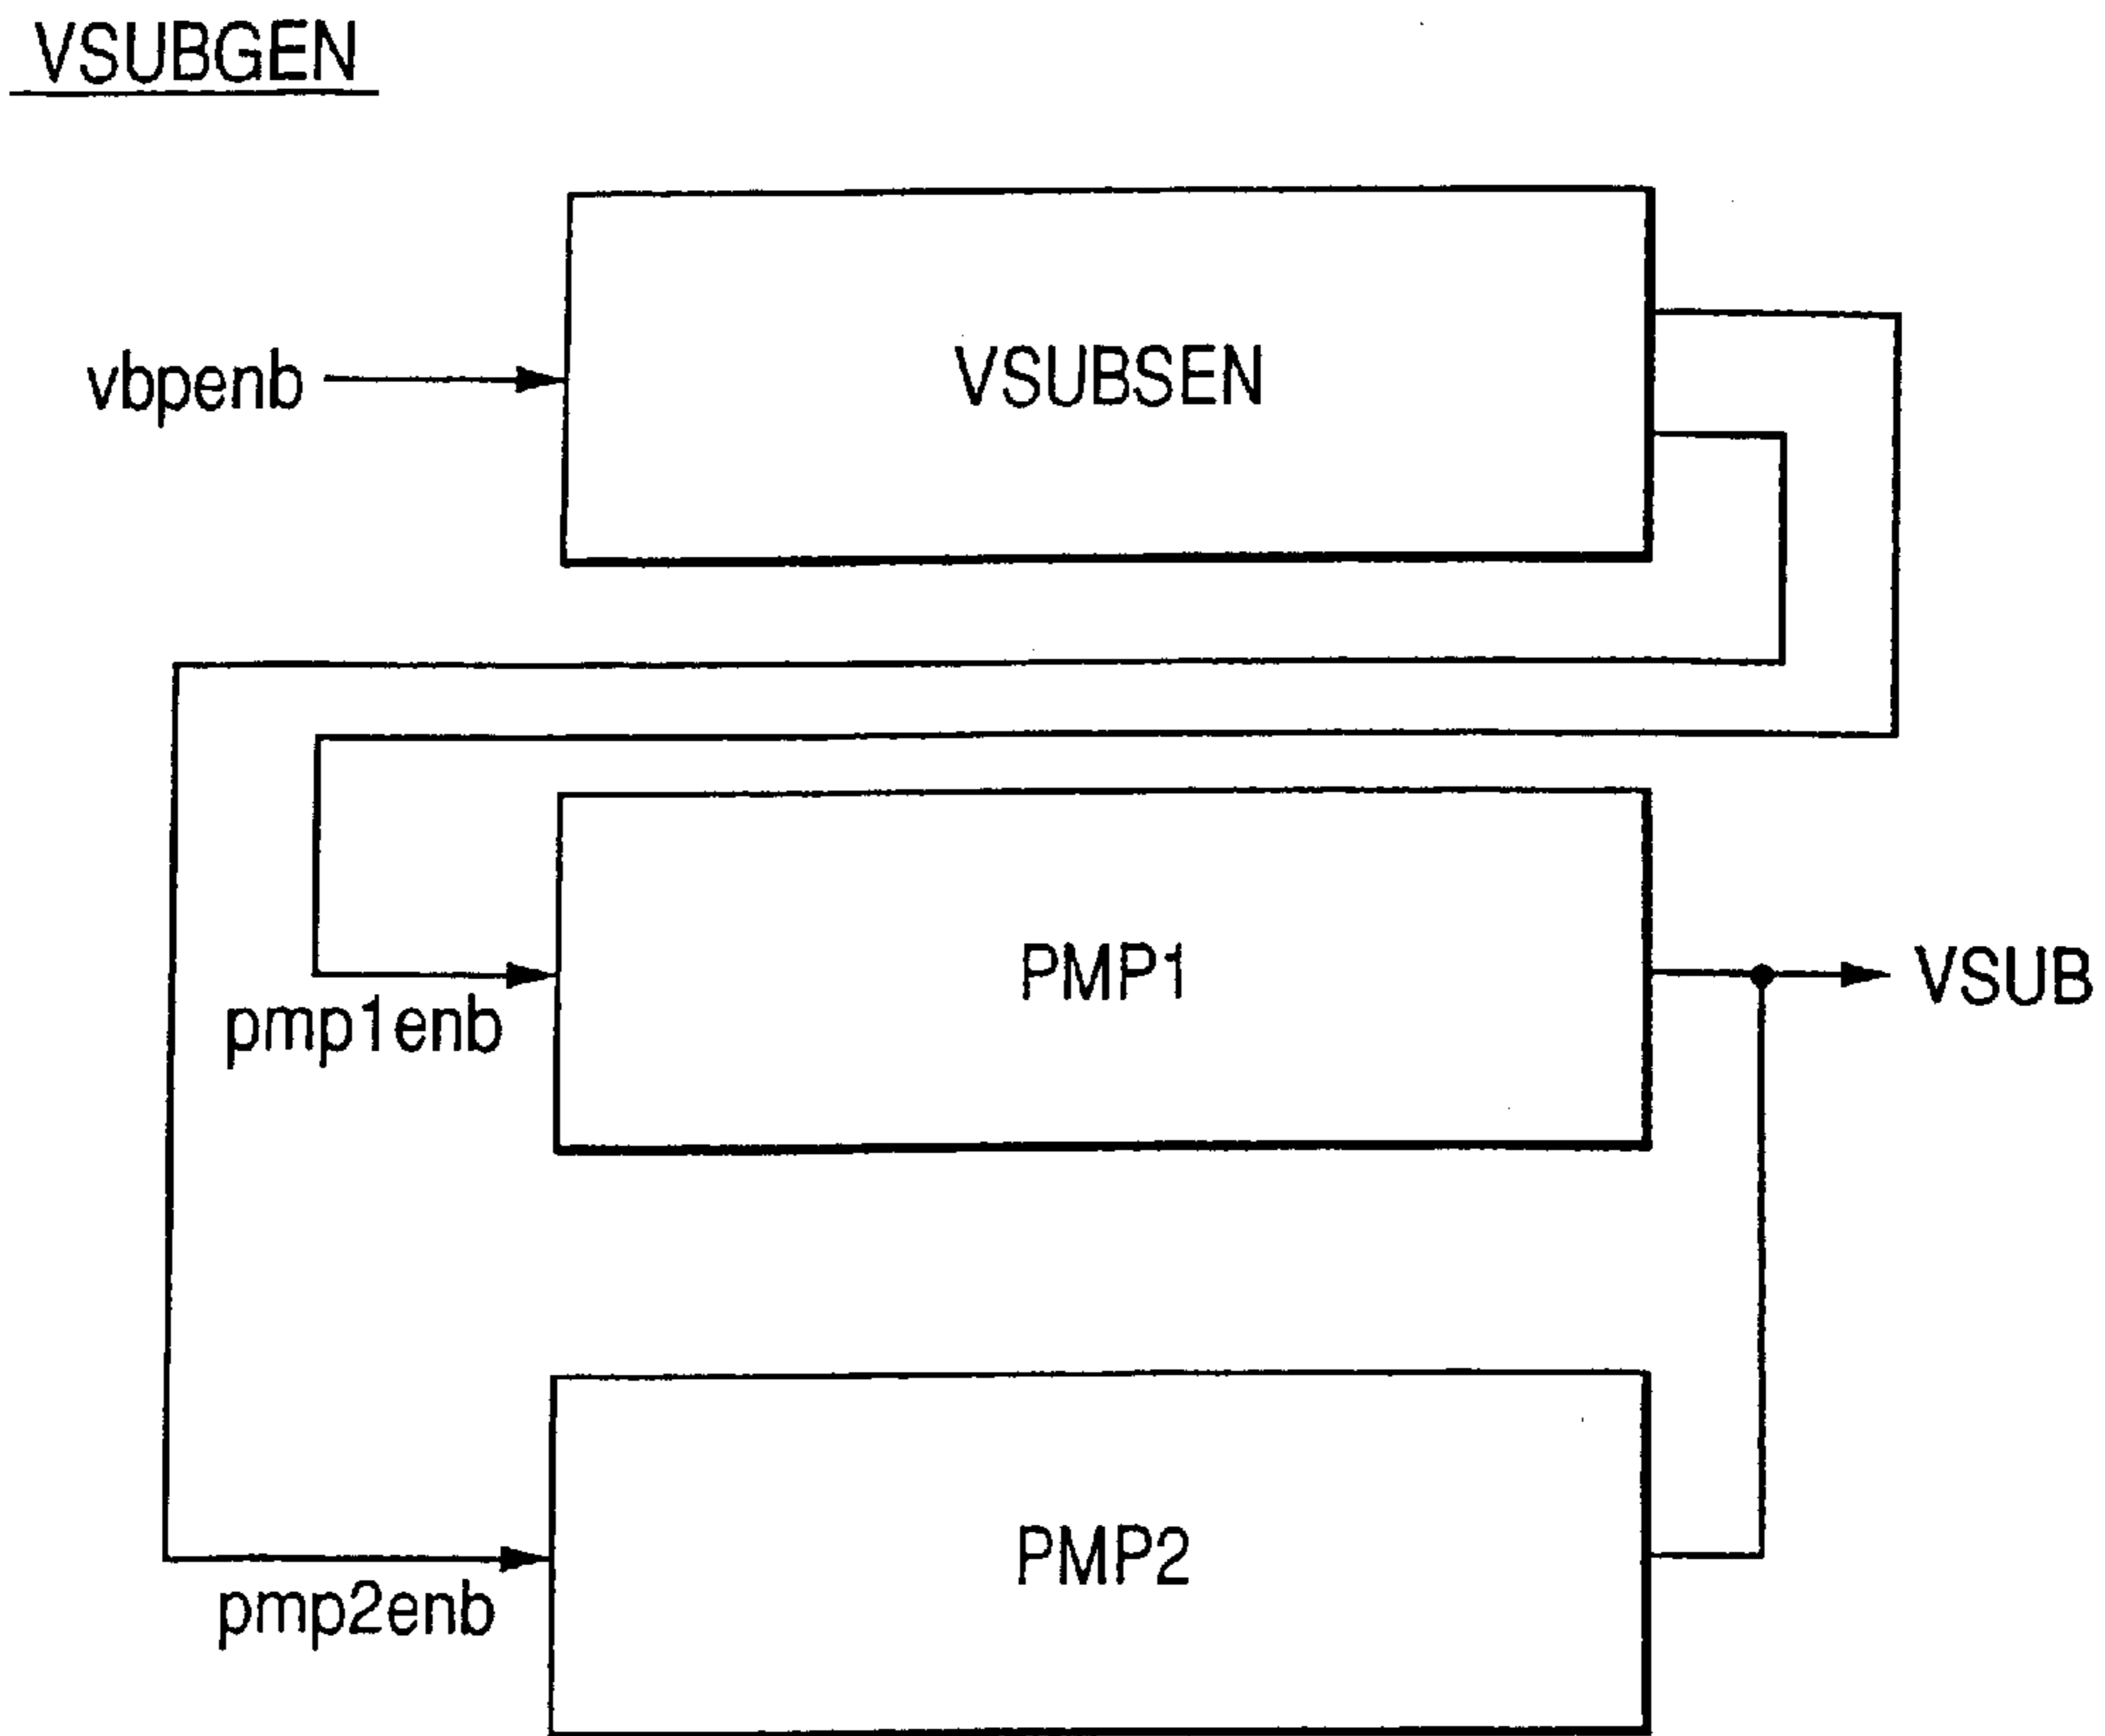 VSUBGEN
vbpenb
VSUBSEN
PMP1
VSUB
pmp1enb
PMP2
pmp2enb